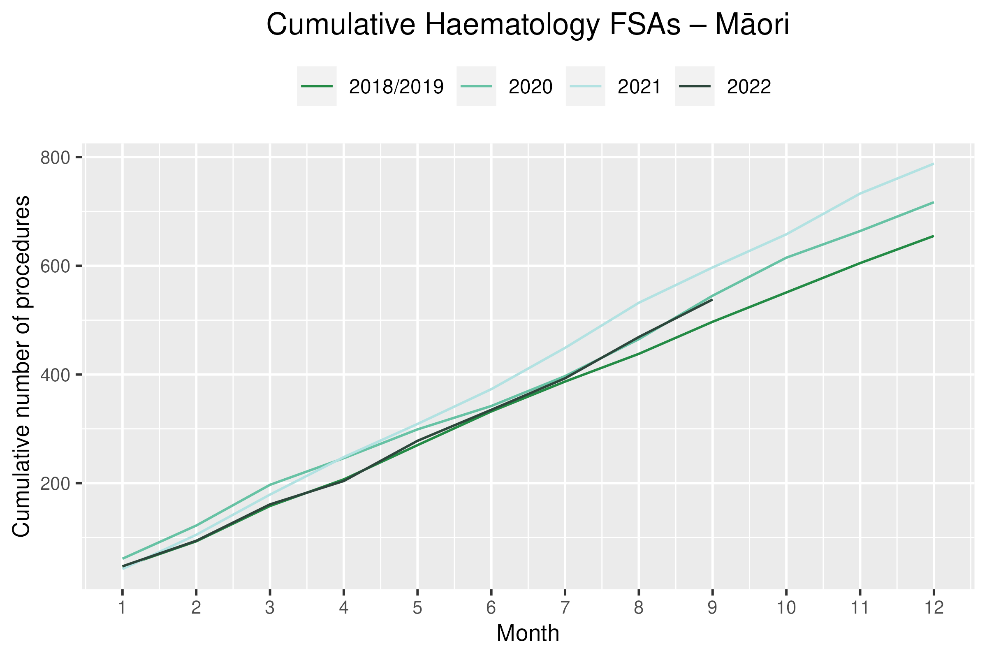 Cumulative Haematology FSAs – Māori
2018/2019 2020 2021 2022
Cumulative number of procedures
800
600
400
200
1 2 3 4 5 6 7 8 9 10 11 12
Month